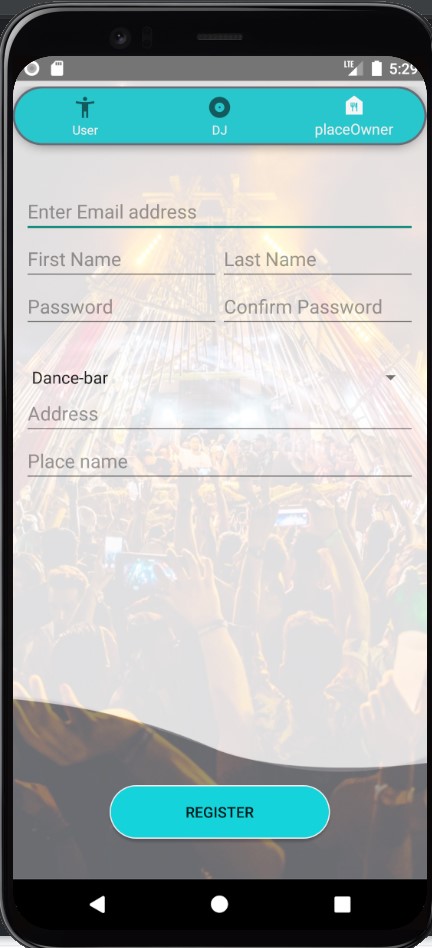 LTE 5:29
User DJ placeOwner
Enter Email address
First Name Last Name
Password Confirm Password
Dance-bar
Address
Place name
REGISTER